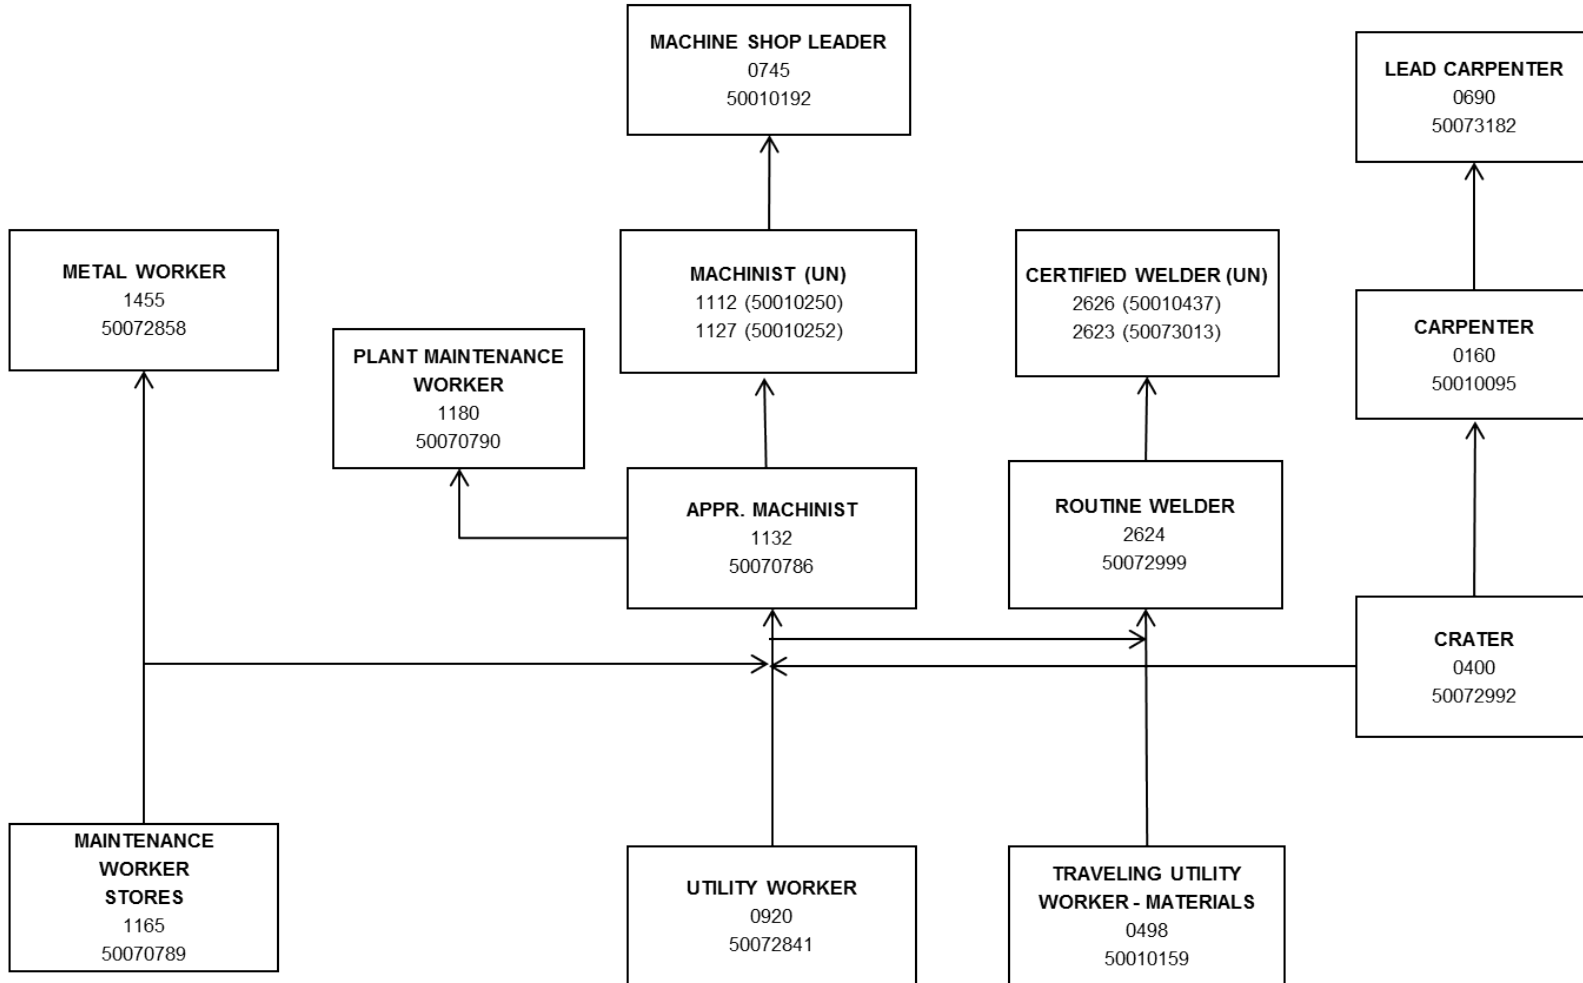 MACHINE SHOP LEADER
0745
50010192
LEAD CARPENTER
0690
50073182
METAL WORKER
1455
50072858
MACHINIST (UN)
1112 (50010250)
1127 (50010252)
CERTIFIED WELDER (UN)
2626 (50010437)
2623 (50073013)
CARPENTER
0160
50010095
PLANT MAINTENANCE
WORKER
1180
50070790
APPR. MACHINIST
1132
50070786
ROUTINE WELDER
2624
50072999
CRATER
0400
50072992
MAINTENANCE
WORKER
STORES
1165
50070789
UTILITY WORKER
0920
50072841
TRAVELING UTILITY
WORKER - MATERIALS
0498
50010159